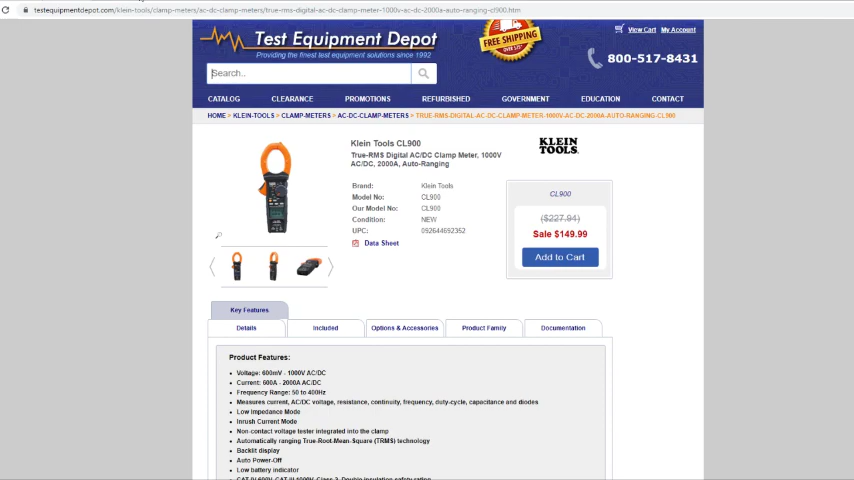 testequipmentdepot.com/klein-tools/clamp-meters/ac-dc-clamp-meters/true-rms-digital-ac-dc-clamp-meter-1000v-ac-dc-2000a-auto-ranging-cl900.htm
Test Equipment Depot
Providing the finest test equipment solutions since 1992
FREE SHIPPING
View Cart My Account
800-517-8431
Search..
CATALOG CLEARANCE PROMOTIONS REFURBISHED GOVERNMENT EDUCATION CONTACT
HOME > KLEIN-TOOLS > CLAMP-METERS > AC-DC-CLAMP-METERS > TRUE-RMS-DIGITAL-AC-DC-CLAMP-METER-1000V-AC-DC-2000A-AUTO-RANGING-CL900
Klein Tools CL900
True-RMS Digital AC/DC Clamp Meter, 1000V
AC/DC, 2000A, Auto-Ranging
KLEIN
TOOLS
Brand: Klein Tools
Model No: CL900
Our Model No: CL900
Condition: NEW
UPC: 092644692352
Data Sheet
CL900
($227.94)
Sale $149.99
Add to Cart
Key Features
Details Included Options & Accessories Product Family Documentation
Product Features:
• Voltage: 600mV - 1000V AC/DC
• Current: 600A - 2000A AC/DC
• Frequency Range: 50 to 400Hz
• Measures current, AC/DC voltage, resistance, continuity, frequency, duty-cycle, capacitance and diodes
• Low Impedance Mode
• Inrush Current Mode
• Non-contact voltage tester integrated into the clamp
• Automatically ranging True-Root-Mean-Square (TRMS) technology
• Backlit display
• Auto Power-Off
• Low battery indicator
• CAT IV 600V, CAT III 1000V, Class 2, Double insulation safety rating